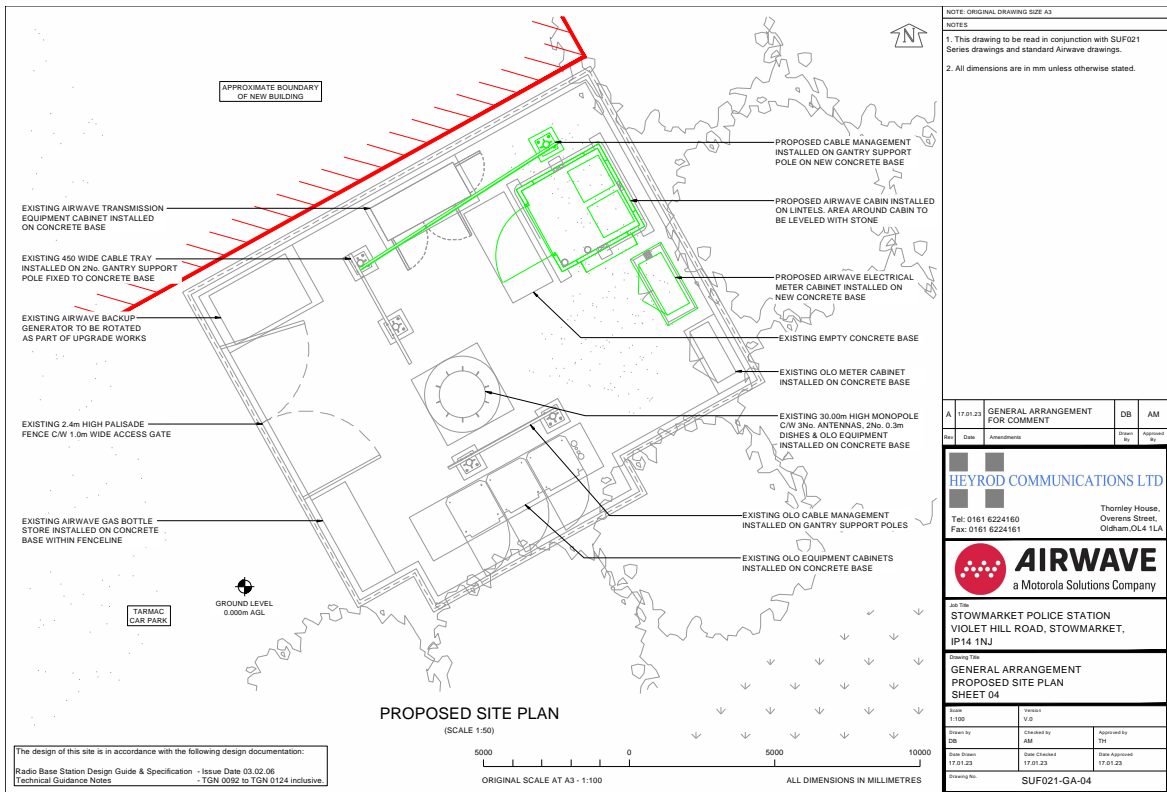 APPROXIMATE BOUNDARY
OF NEW BUILDING
N
EXISTING AIRWAVE TRANSMISSION
EQUIPMENT CABINET INSTALLED
ON CONCRETE BASE
EXISTING 450 WIDE CABLE TRAY
INSTALLED ON 2No. GANTRY SUPPORT
POLE FIXED TO CONCRETE BASE
EXISTING AIRWAVE BACKUP
GENERATOR TO BE ROTATED
AS PART OF UPGRADE WORKS
EXISTING 2.4m HIGH PALISADE
FENCE C/W 1.0m WIDE ACCESS GATE
EXISTING AIRWAVE GAS BOTTLE
STORE INSTALLED ON CONCRETE
BASE WITHIN FENCELINE
TARMAC
CAR PARK
GROUND LEVEL
0.000m AGL
PROPOSED CABLE MANAGEMENT
INSTALLED ON GANTRY SUPPORT
POLE ON NEW CONCRETE BASE
PROPOSED AIRWAVE CABIN INSTALLED
ON LINTELS. AREA AROUND CABIN TO
BE LEVELED WITH STONE
PROPOSED AIRWAVE ELECTRICAL
METER CABINET INSTALLED ON
NEW CONCRETE BASE
EXISTING EMPTY CONCRETE BASE
EXISTING OLO METER CABINET
INSTALLED ON CONCRETE BASE
EXISTING 30.00m HIGH MONOPOLE
C/W 3No. ANTENNAS, 2No. 0.3m
DISHES & OLO EQUIPMENT
INSTALLED ON CONCRETE BASE
EXISTING OLO CABLE MANAGEMENT
INSTALLED ON GANTRY SUPPORT POLES
EXISTING OLO EQUIPMENT CABINETS
INSTALLED ON CONCRETE BASE
PROPOSED SITE PLAN
(SCALE 1:50)
The design of this site is in accordance with the following design documentation:
Radio Base Station Design Guide & Specification - Issue Date 03.02.06
Technical Guidance Notes - TGN 0092 to TGN 0124 inclusive.
5000 0 5000 10000
ORIGINAL SCALE AT A3 - 1:100 ALL DIMENSIONS IN MILLIMETRES
NOTE: ORIGINAL DRAWING SIZE A3
NOTES
1. This drawing to be read in conjunction with SUF021
Series drawings and standard Airwave drawings.
2. All dimensions are in mm unless otherwise stated.
A 17.01.23 GENERAL ARRANGEMENT FOR COMMENT DB AM
Rev Date Amendments Drawn By Approved By
HEYROD COMMUNICATIONS LTD
Tel: 0161 6224160
Fax: 0161 6224161
Thornley House,
Overens Street,
Oldham,OL4 1LA
AIRWAVE
a Motorola Solutions Company
Job Title
STOWMARKET POLICE STATION
VIOLET HILL ROAD, STOWMARKET,
IP14 1NJ
Drawing Title
GENERAL ARRANGEMENT
PROPOSED SITE PLAN
SHEET 04
Scale Version
1:100 V.0
Drawn by Checked by Approved by
DB AM TH
Date Drawn Date Checked Date Approved
17.01.23 17.01.23 17.01.23
Drawing No. SUF021-GA-04